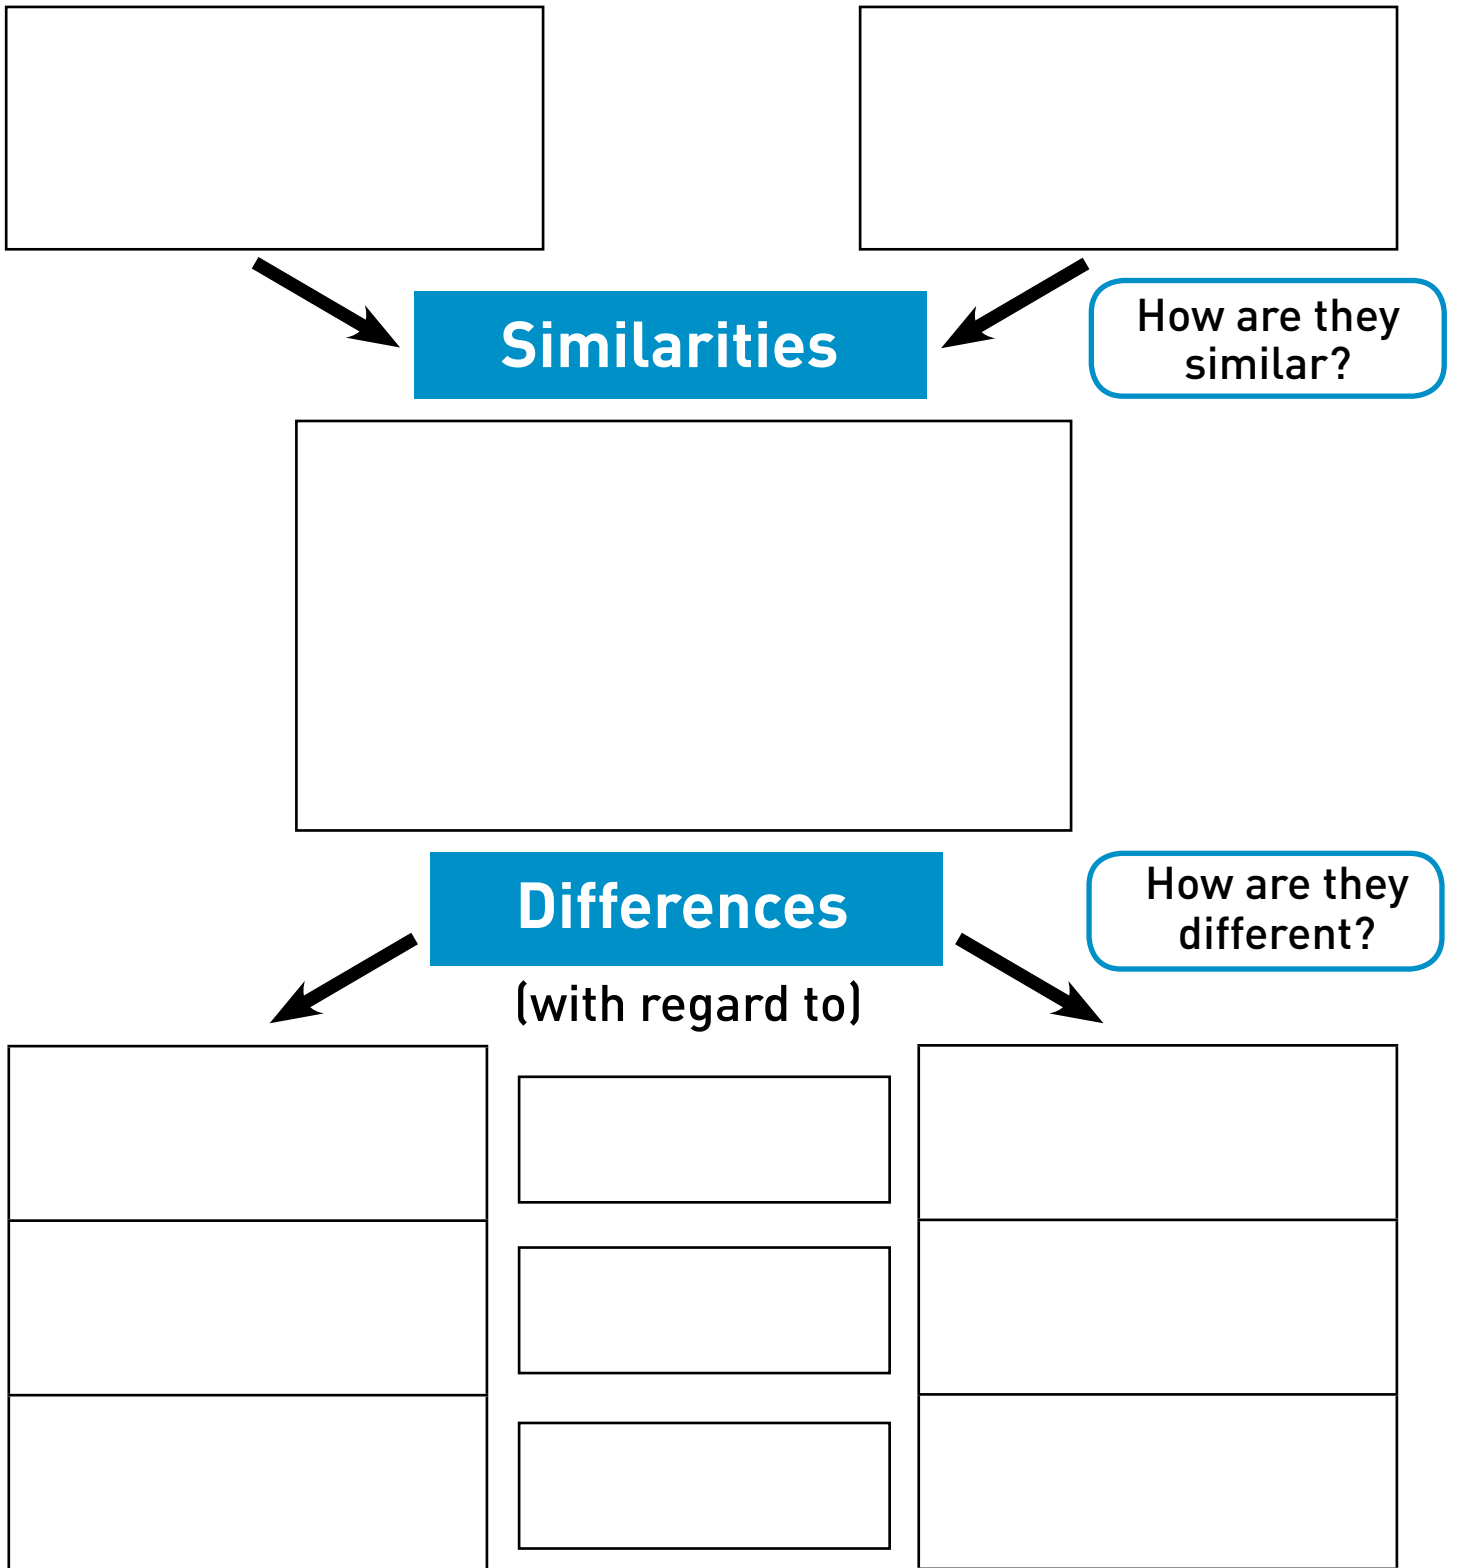 Similarities
How are they
similar?
Differences
How are they
different?
(with regard to)